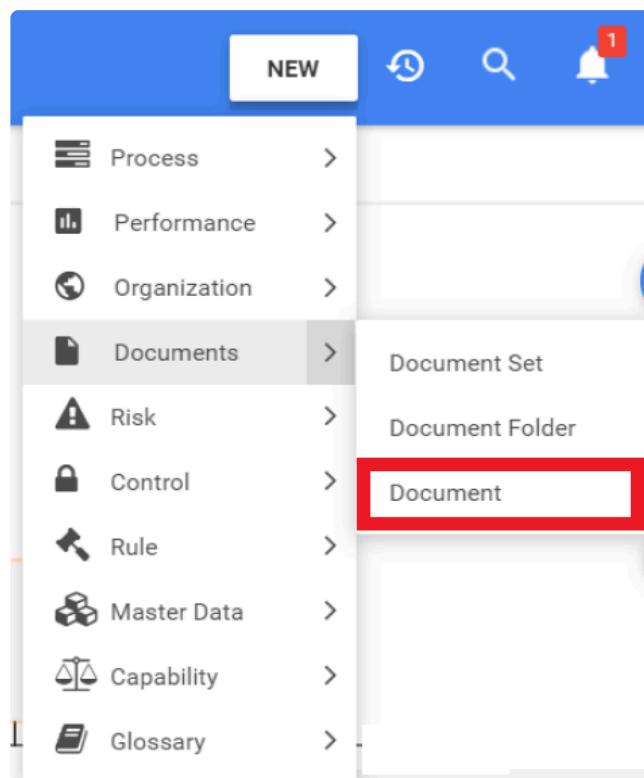 NEW
1
Process
Performance
Organization
Documents
Document Set
Risk
Document Folder
Control
Document
Rule
Master Data
Capability
Glossary